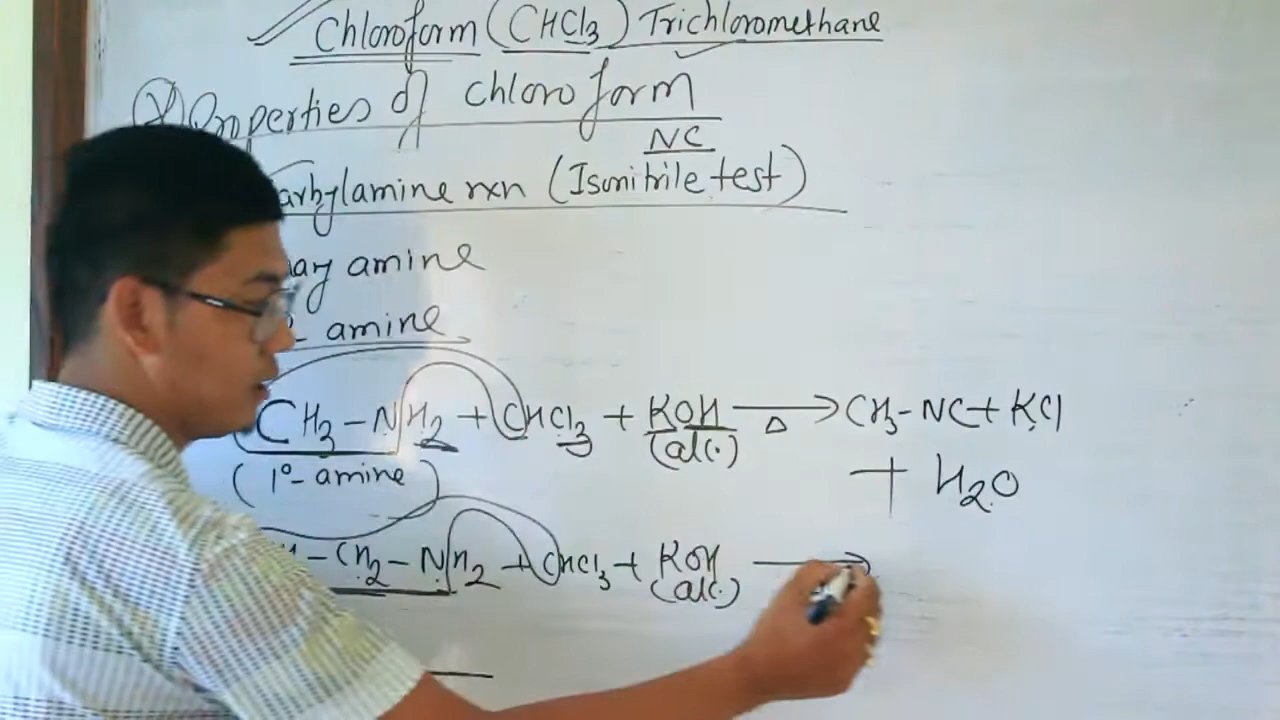 Chloroform (CHCl3) Trichloromethane
Properties of chloroform
NC
arbylamine rxn (Isonitrile test)
ay amine
amine
CH3-NH2 + CHCl3 + KOH → CH3-NC + KCl
Δ
(alc.)
(1°- amine)
+ H2O
-CH2-NH2 + CHCl3 + KOH →
(alc.)